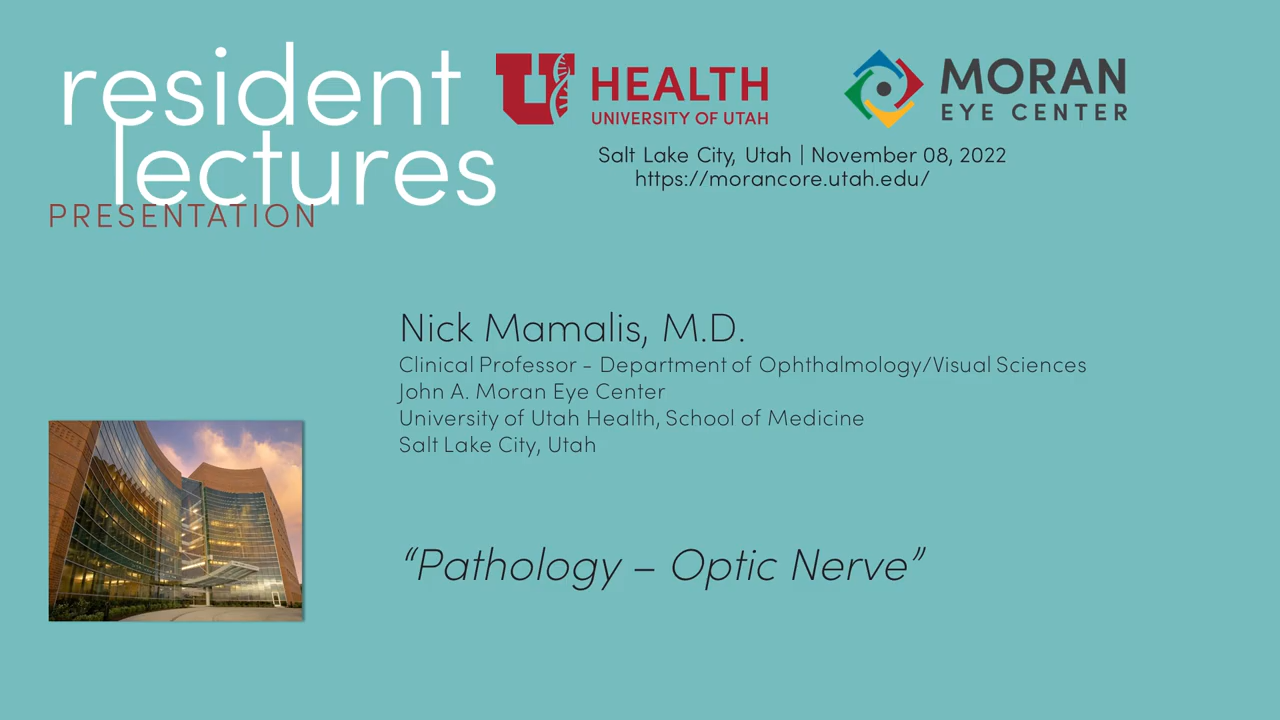 resident
lectures
PRESENTATION
U HEALTH
UNIVERSITY OF UTAH
MORAN
EYE CENTER
Salt Lake City, Utah | November 08, 2022
https://morancore.utah.edu/
Nick Mamalis, M.D.
Clinical Professor - Department of Ophthalmology/Visual Sciences
John A. Moran Eye Center
University of Utah Health, School of Medicine
Salt Lake City, Utah
“Pathology – Optic Nerve”